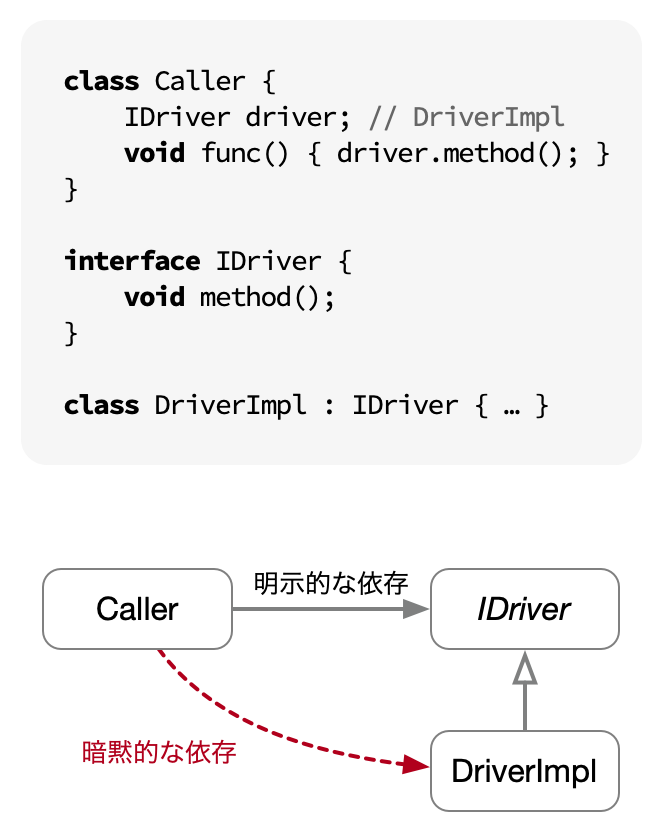 class Caller {
    IDriver driver; // DriverImpl
    void func() { driver.method(); }
}
interface IDriver {
    void method();
}
class DriverImpl : IDriver { … }
明示的な依存
Caller
IDriver
暗黙的な依存
DriverImpl